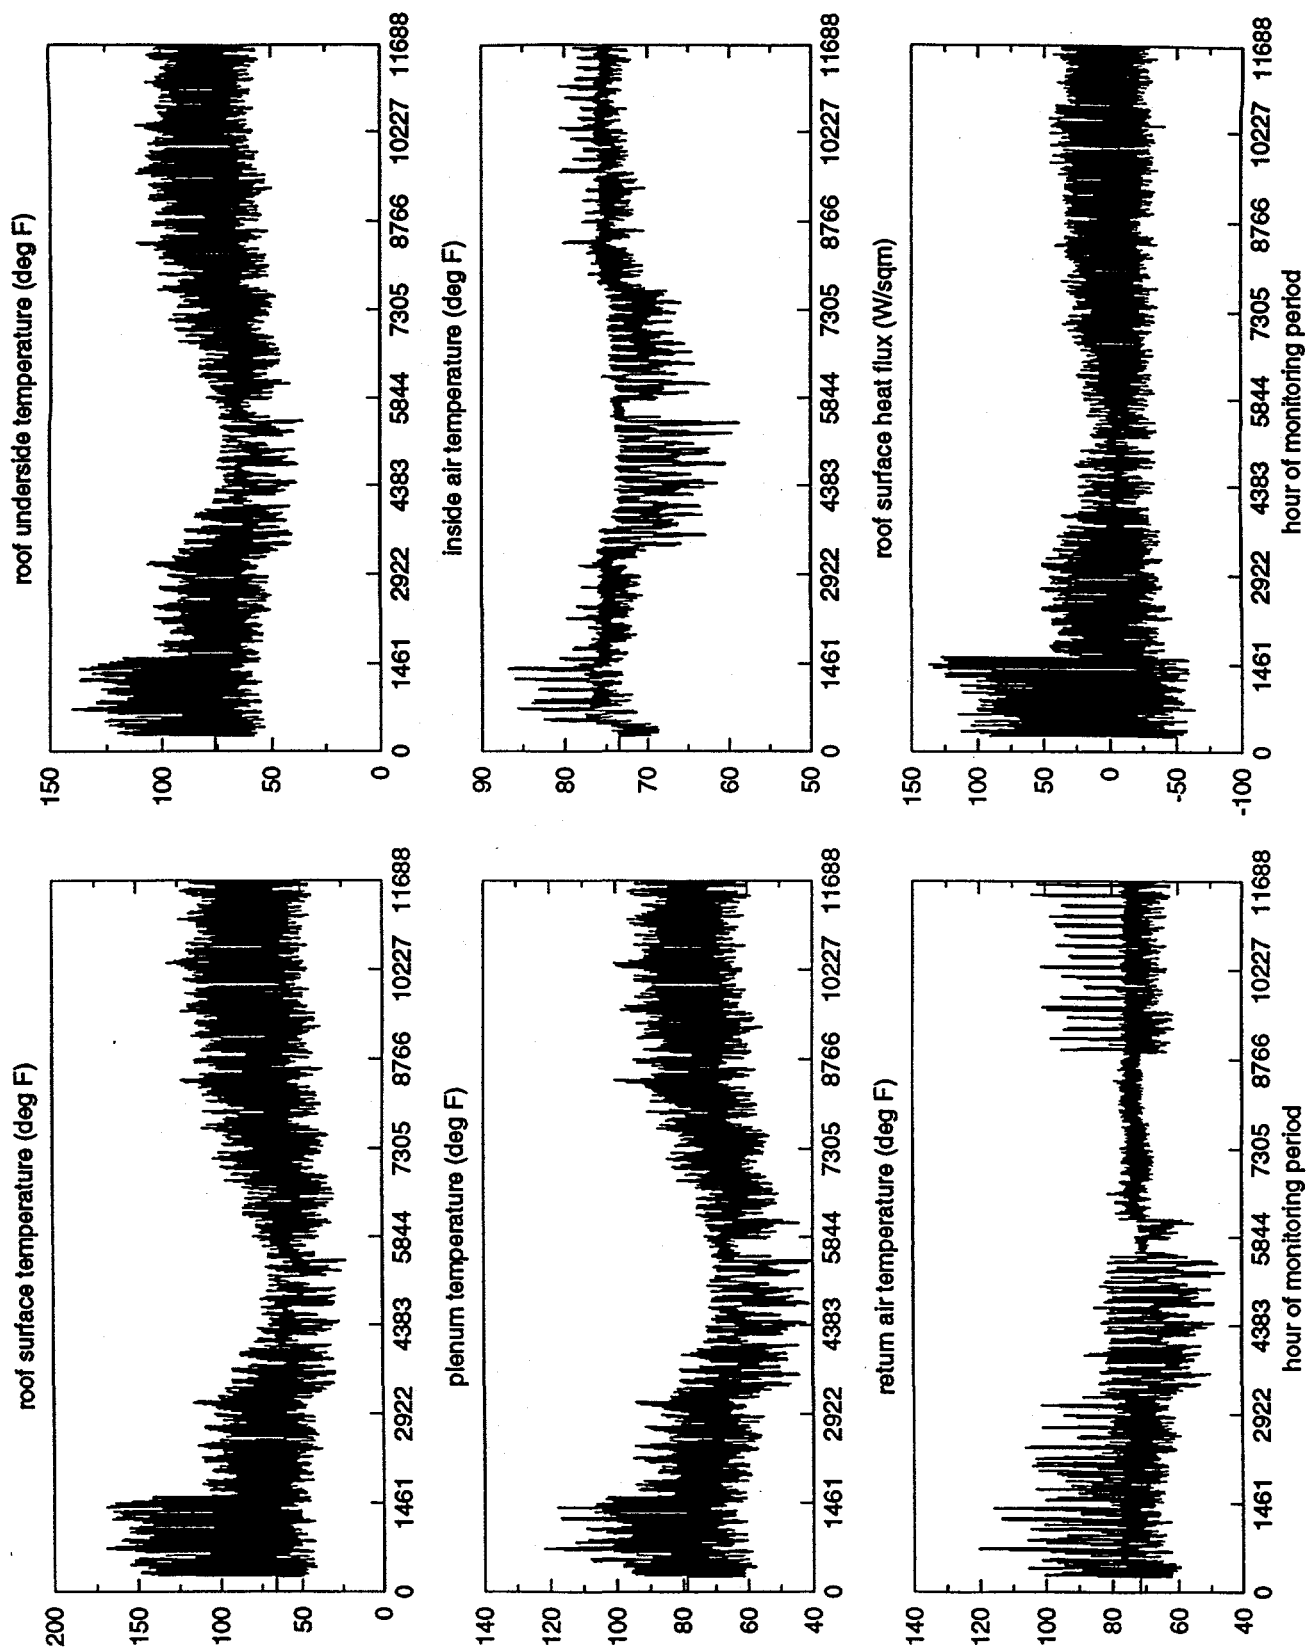 roof surface temperature (deg F)
200
150
100
50
0
0 1461 2922 4383 5844 7305 8766 10227 11688
roof underside temperature (deg F)
150
100
50
0
0 1461 2922 4383 5844 7305 8766 10227 11688
plenum temperature (deg F)
140
120
100
80
60
40
0 1461 2922 4383 5844 7305 8766 10227 11688
inside air temperature (deg F)
90
80
70
60
50
0 1461 2922 4383 5844 7305 8766 10227 11688
return air temperature (deg F)
140
120
100
80
60
40
0 1461 2922 4383 5844 7305 8766 10227 11688
hour of monitoring period
roof surface heat flux (W/sqm)
150
100
50
0
-50
-100
0 1461 2922 4383 5844 7305 8766 10227 11688
hour of monitoring period